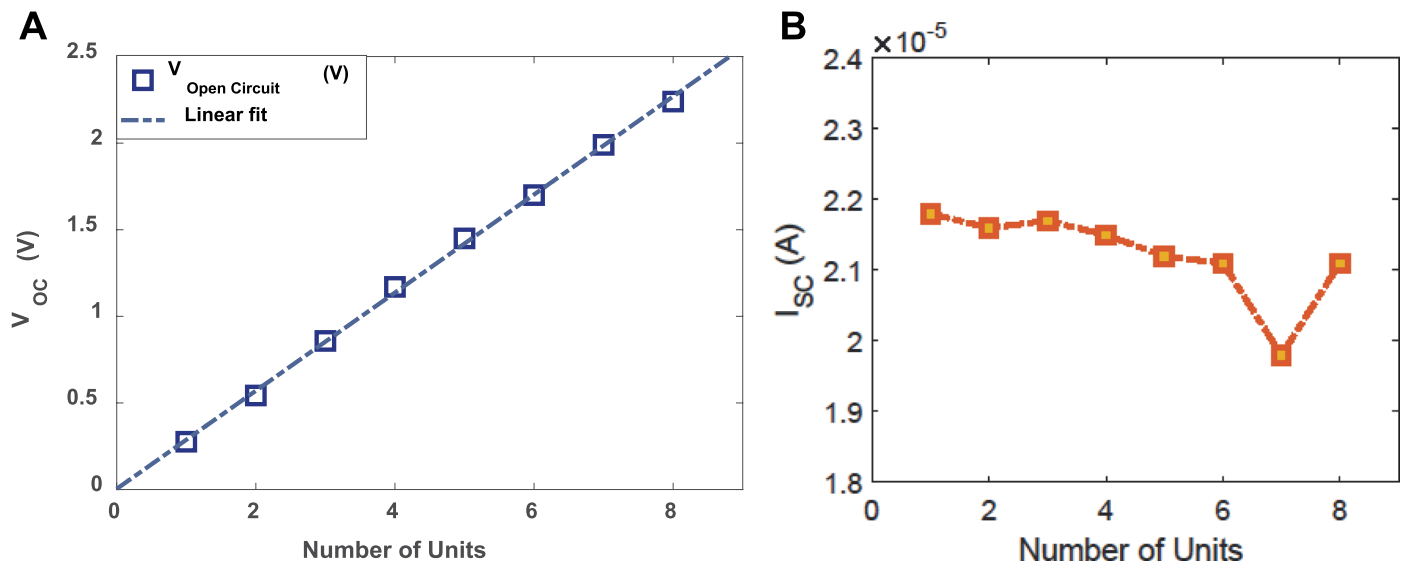 A
2.5
2
1.5
1
0.5
0
V OC (V)
V Open Circuit (V)
Linear fit
0 2 4 6 8
Number of Units
B
×10-5
2.4
2.3
2.2
2.1
2
1.9
1.8
ISC (A)
0 2 4 6 8
Number of Units